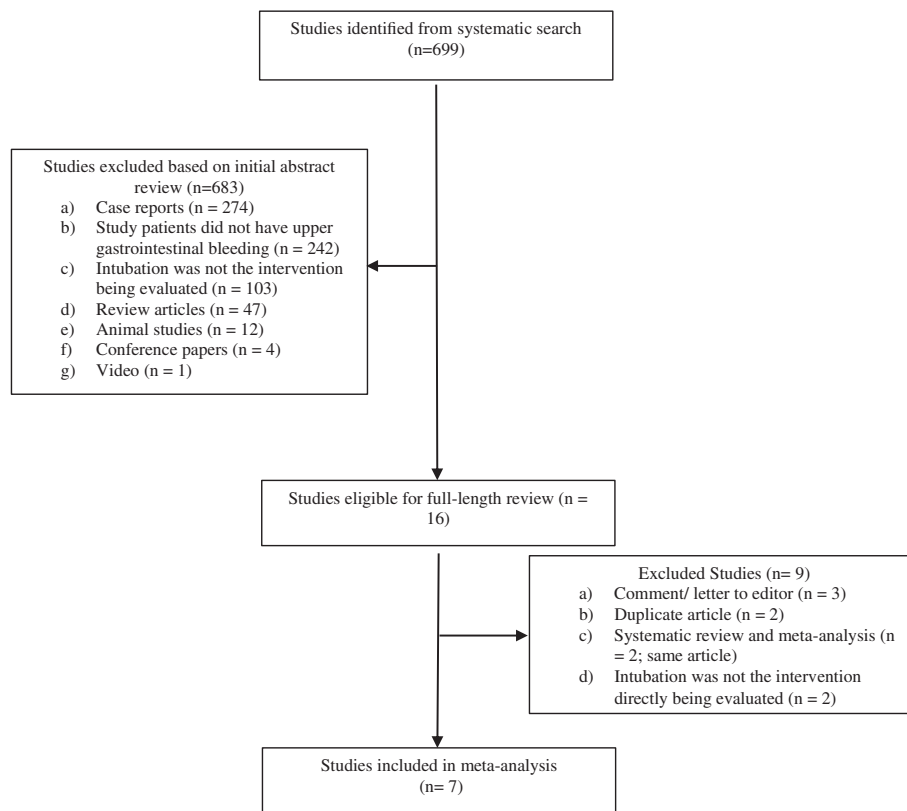 Studies identified from systematic search
(n=699)
Studies excluded based on initial abstract
review (n=683)
a) Case reports (n = 274)
b) Study patients did not have upper
gastrointestinal bleeding (n = 242)
c) Intubation was not the intervention
being evaluated (n = 103)
d) Review articles (n = 47)
e) Animal studies (n = 12)
f) Conference papers (n = 4)
g) Video (n = 1)
Studies eligible for full-length review (n =
16)
Excluded Studies (n= 9)
a) Comment/ letter to editor (n = 3)
b) Duplicate article (n = 2)
c) Systematic review and meta-analysis (n
= 2; same article)
d) Intubation was not the intervention
directly being evaluated (n = 2)
Studies included in meta-analysis
(n= 7)